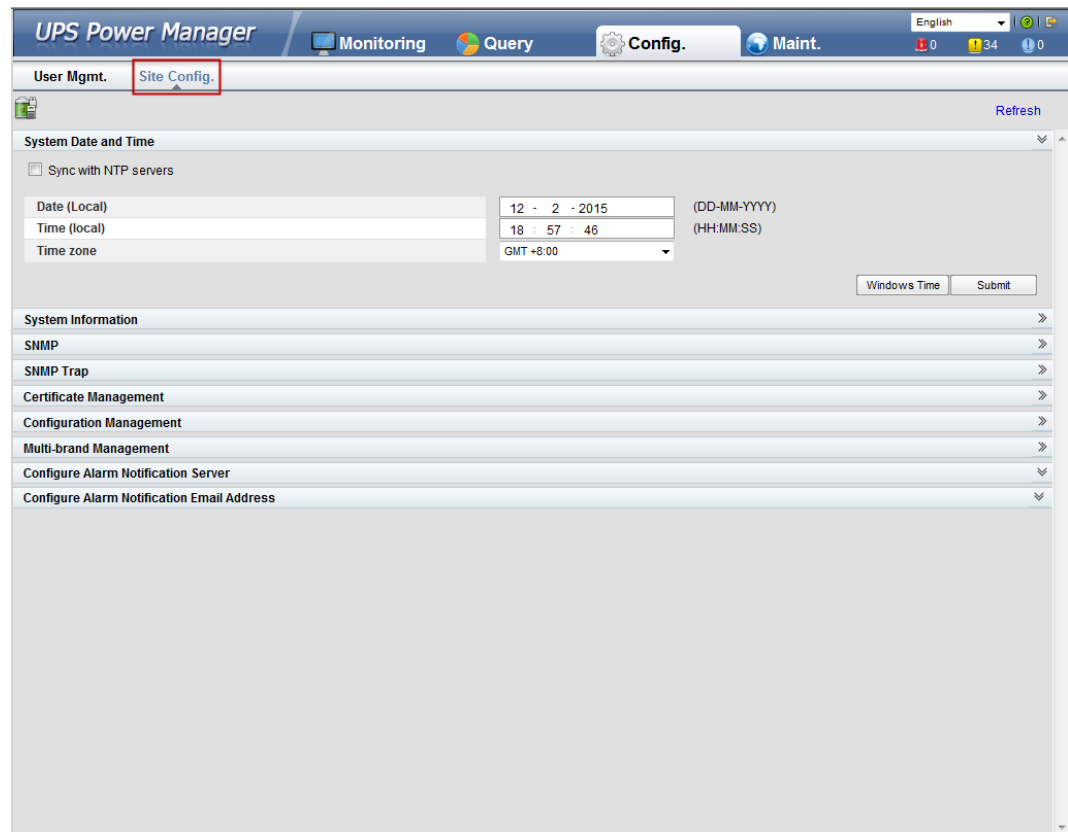 English
UPS Power Manager
Monitoring Query Config. Maint.
0 34 0
User Mgmt. Site Config.
Refresh
System Date and Time
Sync with NTP servers
Date (Local) 12 - 2 - 2015 (DD-MM-YYYY)
Time (local) 18 : 57 : 46 (HH:MM:SS)
Time zone GMT +8:00
Windows Time Submit
System Information
SNMP
SNMP Trap
Certificate Management
Configuration Management
Multi-brand Management
Configure Alarm Notification Server
Configure Alarm Notification Email Address